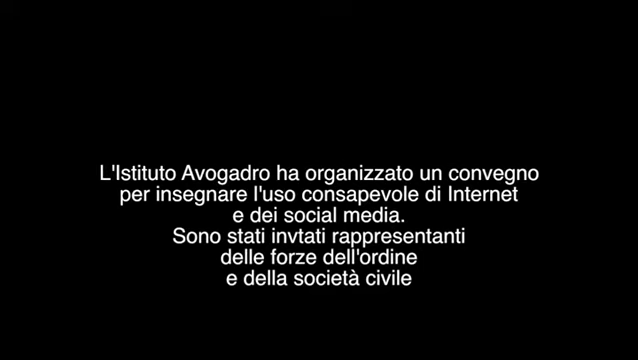 L'Istituto Avogadro ha organizzato un convegno
per insegnare l'uso consapevole di Internet
e dei social media.
Sono stati invtati rappresentanti
delle forze dell'ordine
e della società civile